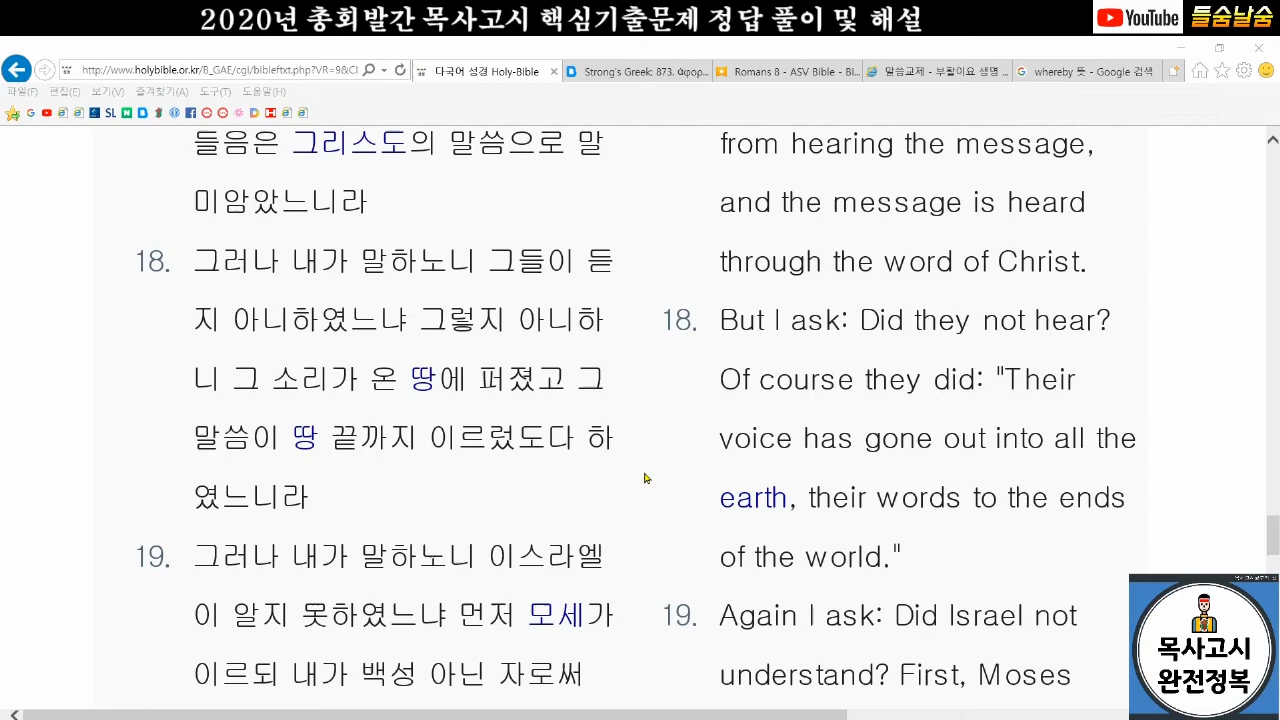 2020년 총회발간 목사고시 핵심기출문제 정답 풀이 및 해설
YouTube 들숨날숨
http://www.holybible.or.kr/B_GAE/cgi/bibleftxt.php?VR=9&CI
다국어 성경 Holy-Bible
Strong's Greek: 873. ἀφορ...
Romans 8 - ASV Bible - Bl...
말씀교제 - 부활이요 생명 ...
whereby 뜻 - Google 검색
파일(F) 편집(E) 보기(V) 즐겨찾기(A) 도구(T) 도움말(H)
들음은 그리스도의 말씀으로 말
미암았느니라
18. 그러나 내가 말하노니 그들이 듣
지 아니하였느냐 그렇지 아니하
니 그 소리가 온 땅에 퍼졌고 그
말씀이 땅 끝까지 이르렀도다 하
였느니라
19. 그러나 내가 말하노니 이스라엘
이 알지 못하였느냐 먼저 모세가
이르되 내가 백성 아닌 자로써
from hearing the message,
and the message is heard
through the word of Christ.
18. But I ask: Did they not hear?
Of course they did: "Their
voice has gone out into all the
earth, their words to the ends
of the world."
19. Again I ask: Did Israel not
understand? First, Moses
목사고시
완전정복